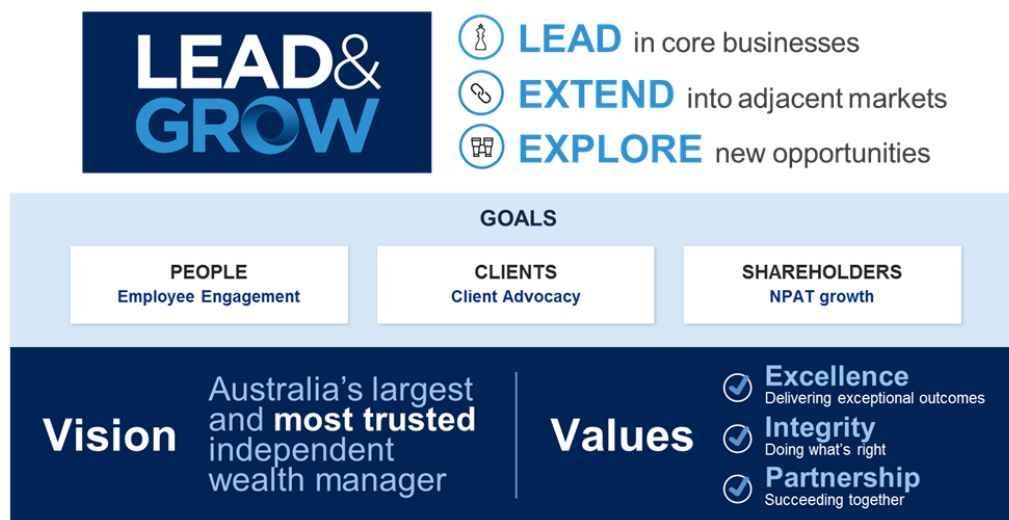 LEAD&
GROW
LEAD in core businesses
EXTEND into adjacent markets
EXPLORE new opportunities
GOALS
PEOPLE
Employee Engagement
CLIENTS
Client Advocacy
SHAREHOLDERS
NPAT growth
Vision
Australia's largest
and most trusted
independent
wealth manager
Values
Excellence
Delivering exceptional outcomes
Integrity
Doing what's right
Partnership
Succeeding together